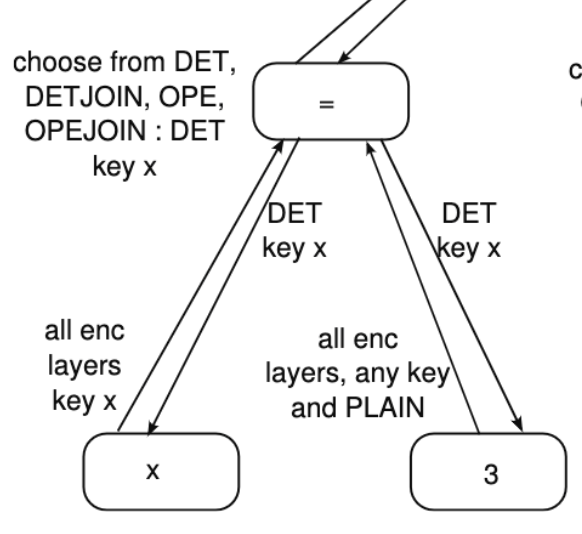 choose from DET,
DETJOIN, OPE,
OPEJOIN : DET
key x
=
c
DET
key x
DET
key x
all enc
layers
key x
all enc
layers, any key
and PLAIN
x
3